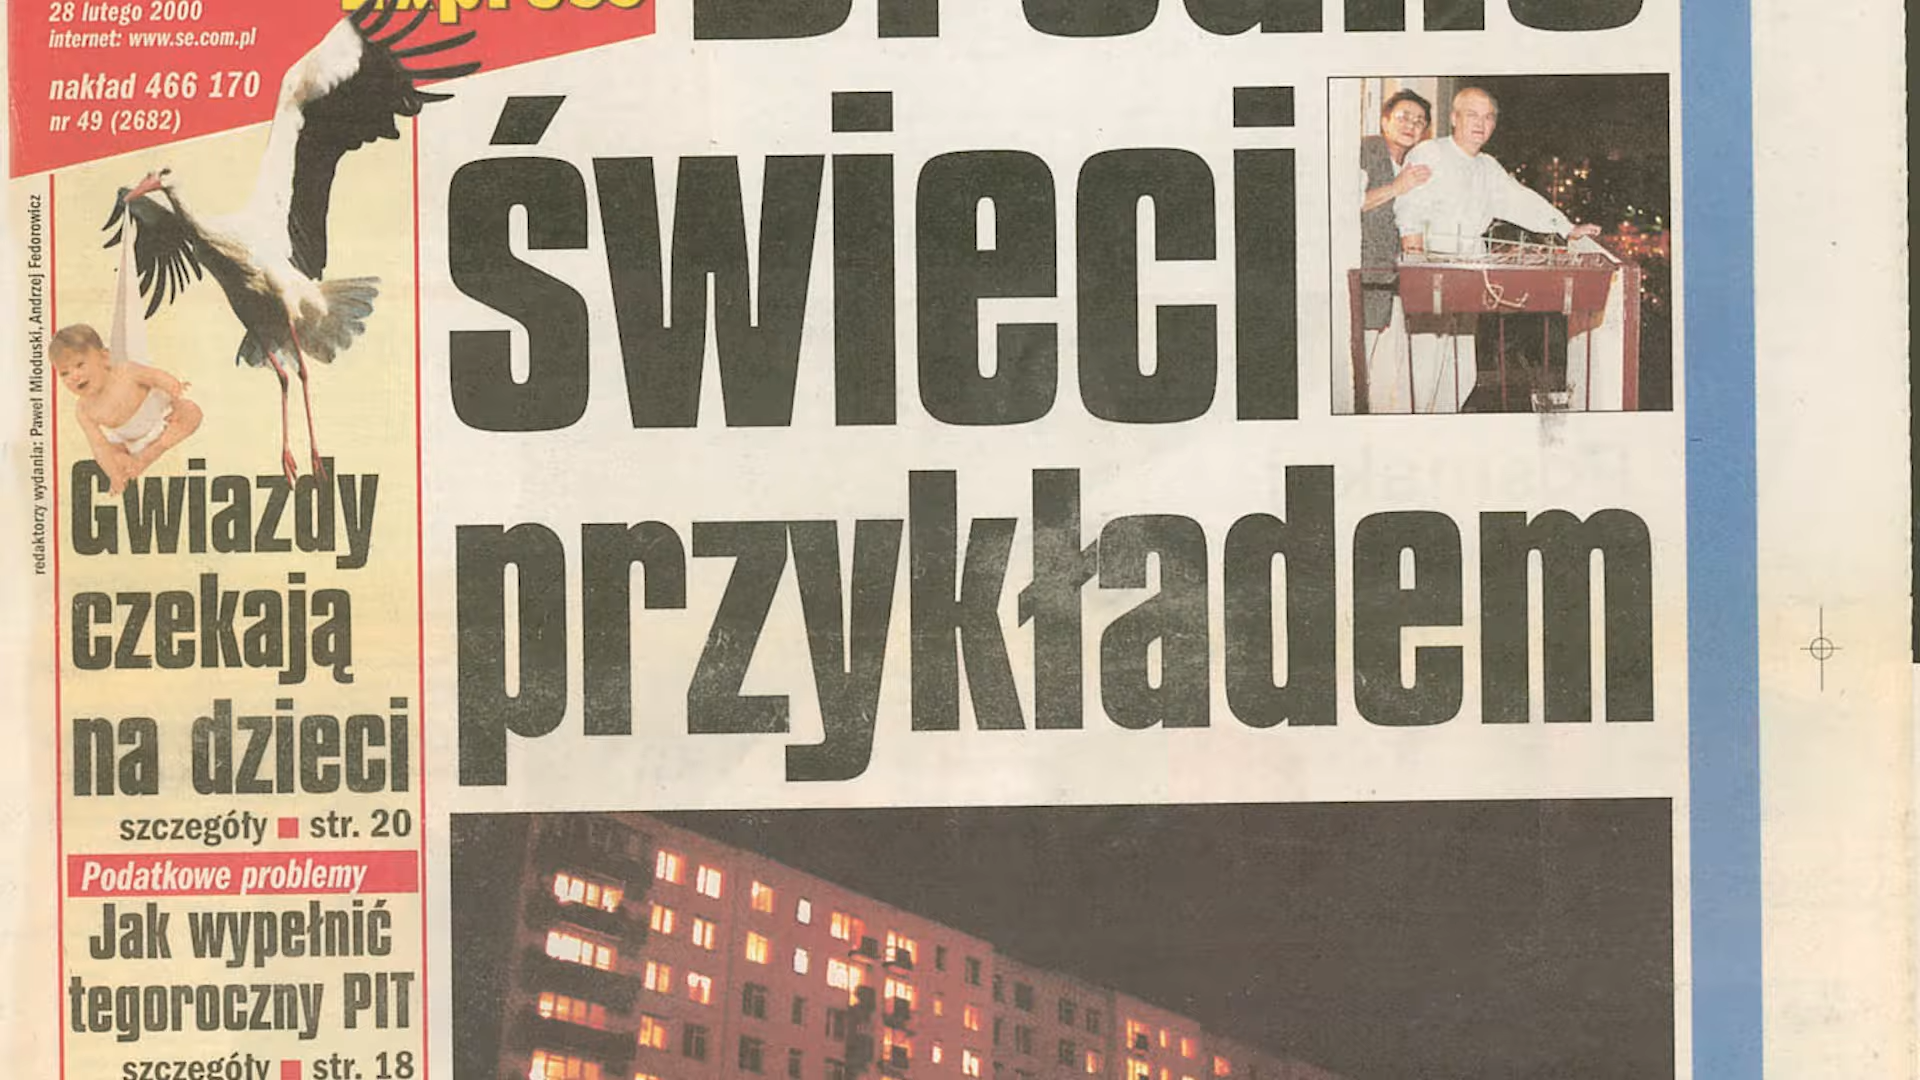 28 lutego 2000
internet: www.se.com.pl
nakład 466 170
nr 49 (2682)
redaktorzy wydania: Paweł Mioduski, Andrzej Fedorowicz
święci
przykładem
Gwiazdy
czekają
na dzieci
szczegóły ■ str. 20
Podatkowe problemy
Jak wypełnić
tegoroczny PIT
szczegóły ■ str. 18